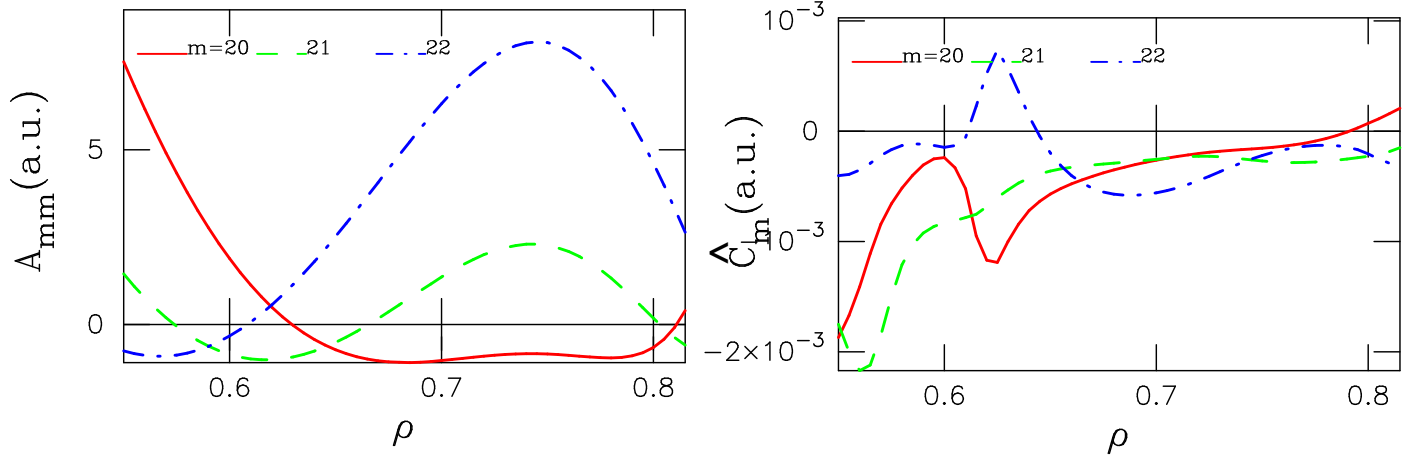 m=20 21 22
5
0
0.6 0.7 0.8
ρ
A_mm(a.u.)
10^-3
m=20 21 22
0
10^-3
-2×10^-3
0.6 0.7 0.8
ρ
Ĉ_m(a.u.)